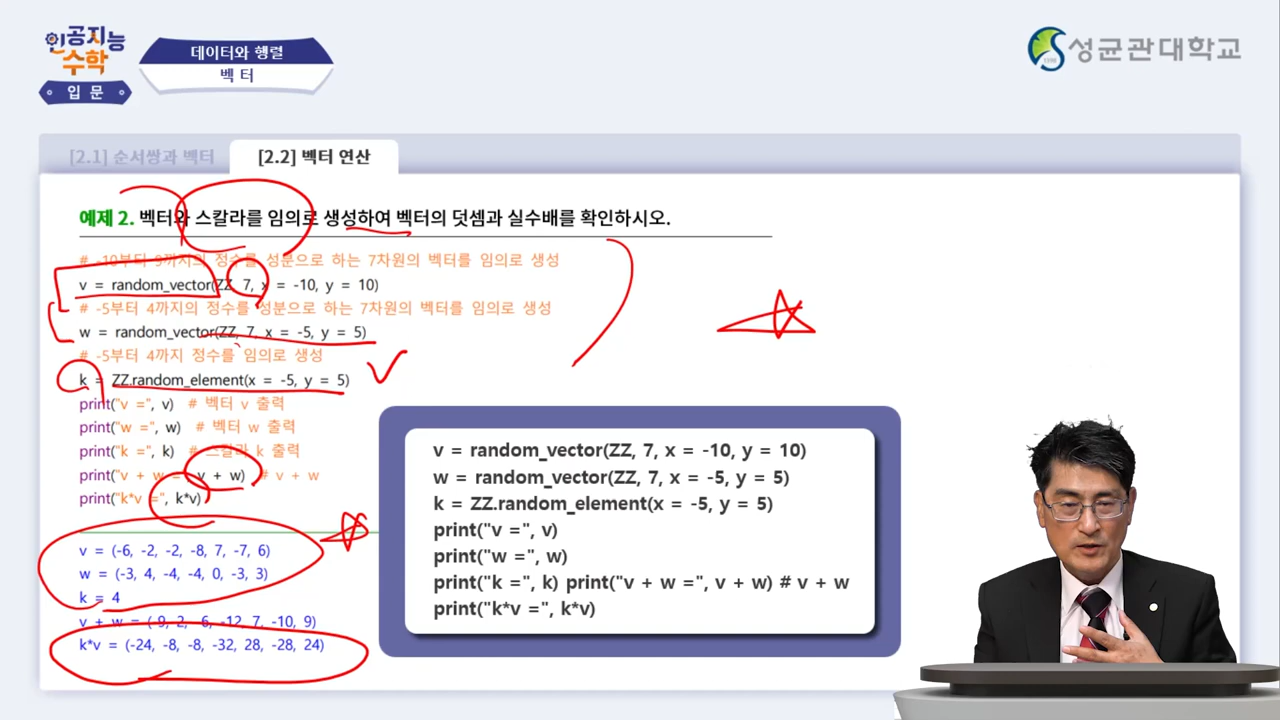 인공지능
수학
입문
데이터와 행렬
벡터
성균관대학교
[2.1] 순서쌍과 벡터
[2.2] 벡터 연산
예제 2. 벡터와 스칼라를 임의로 생성하여 벡터의 덧셈과 실수배를 확인하시오.
# -10부터 9까지의 정수를 성분으로 하는 7차원의 벡터를 임의로 생성
v = random_vector(ZZ, 7, x = -10, y = 10)
# -5부터 4까지의 정수를 성분으로 하는 7차원의 벡터를 임의로 생성
w = random_vector(ZZ, 7, x = -5, y = 5)
# -5부터 4까지 정수를 임의로 생성
k = ZZ.random_element(x = -5, y = 5)
print("v =", v) # 벡터 v 출력
print("w =", w) # 벡터 w 출력
print("k =", k) # 스칼라 k 출력
print("v + w =", v + w) # v + w
print("k*v =", k*v)
v = (-6, -2, -2, -8, 7, -7, 6)
w = (-3, 4, -4, -4, 0, -3, 3)
k = 4
v + w = (-9, 2, -6, -12, 7, -10, 9)
k*v = (-24, -8, -8, -32, 28, -28, 24)
v = random_vector(ZZ, 7, x = -10, y = 10)
w = random_vector(ZZ, 7, x = -5, y = 5)
k = ZZ.random_element(x = -5, y = 5)
print("v =", v)
print("w =", w)
print("k =", k) print("v + w =", v + w) # v + w
print("k*v =", k*v)